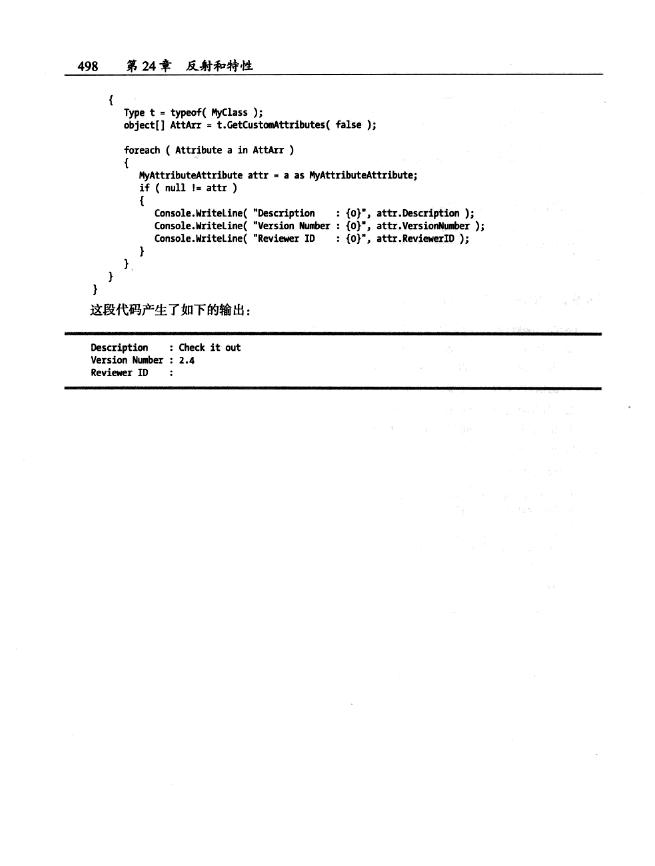 498 第24章 反射和特性
{
Type t = typeof( MyClass );
object[] AttArr = t.GetCustomAttributes( false );
foreach ( Attribute a in AttArr )
{
MyAttributeAttribute attr = a as MyAttributeAttribute;
if ( null != attr )
{
Console.WriteLine( "Description : {0}", attr.Description );
Console.WriteLine( "Version Number : {0}", attr.VersionNumber );
Console.WriteLine( "Reviewer ID : {0}", attr.ReviewerID );
}
}
}
}
这段代码产生了如下的输出：
Description : Check it out
Version Number : 2.4
Reviewer ID :